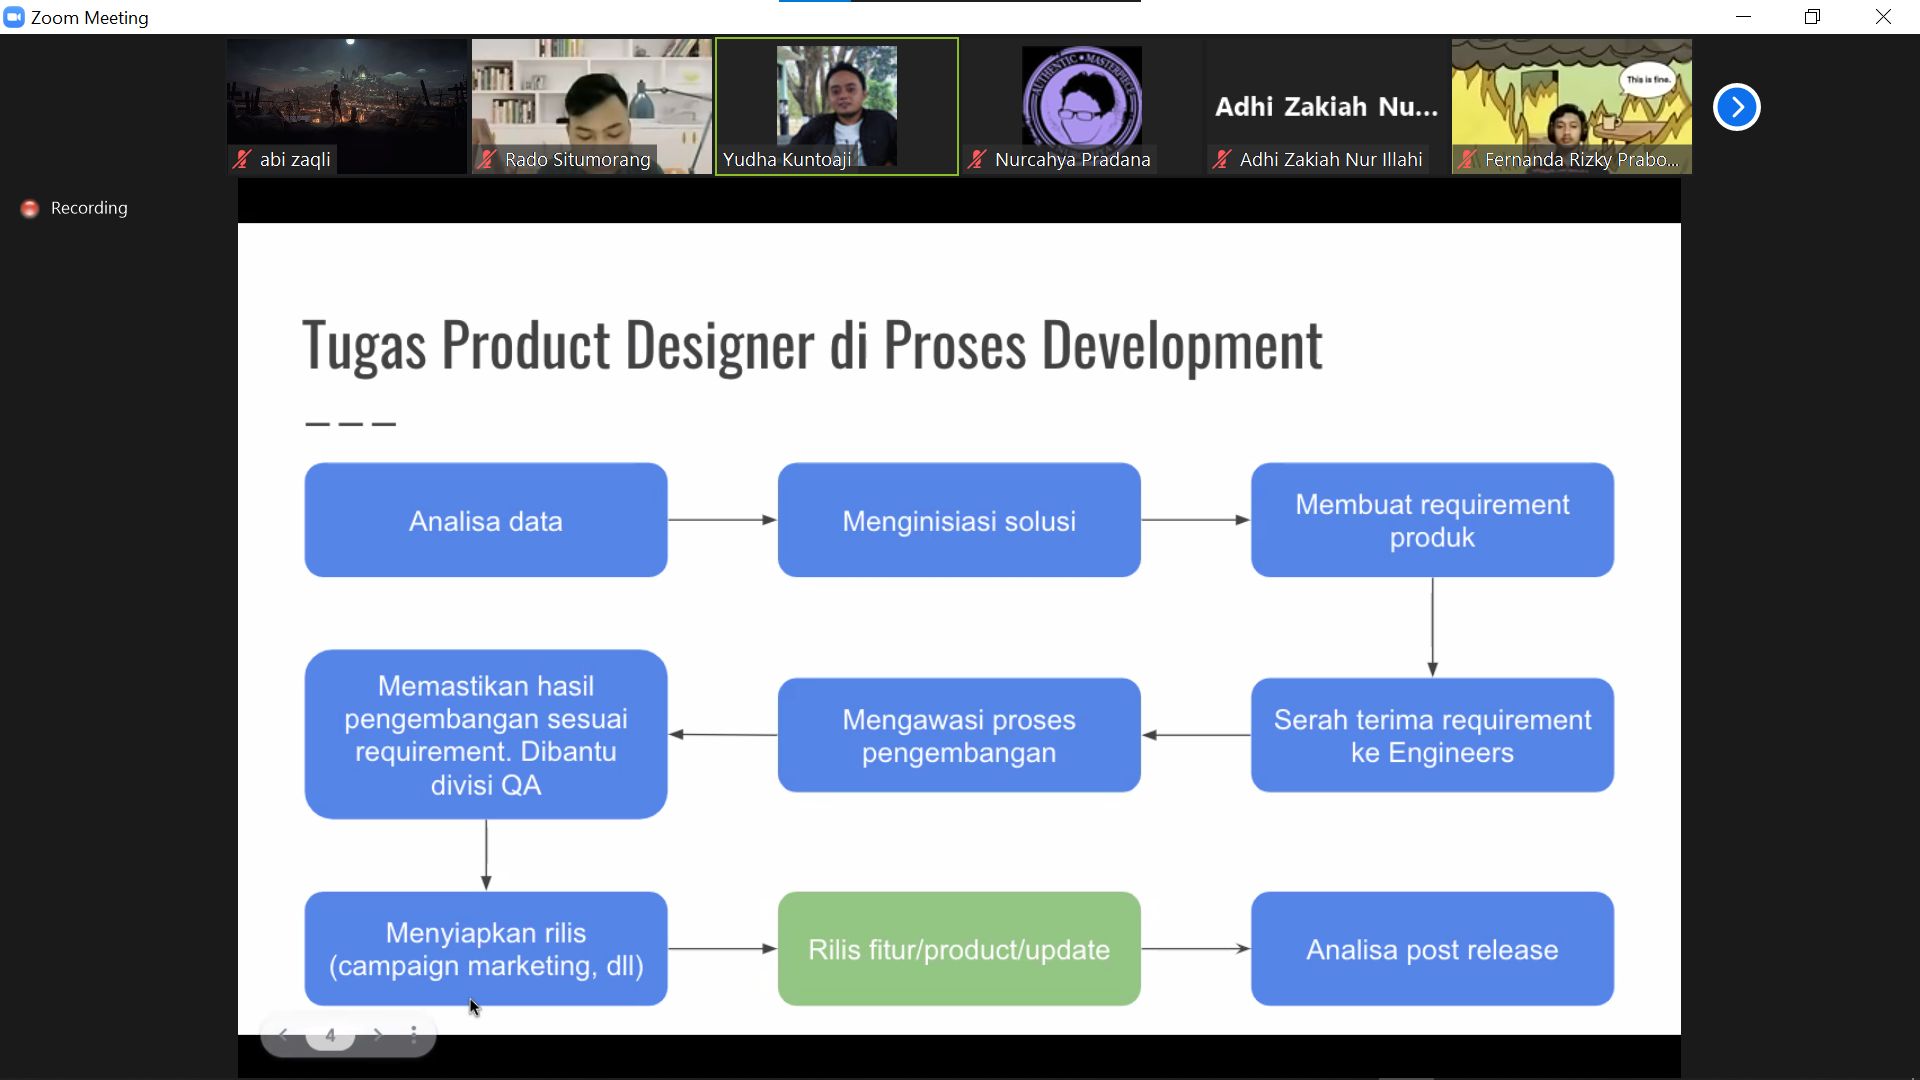 Zoom Meeting
This is fine.
AUTHENTIC • MASTERPIECE
Adhi Zakiah Nu...
abi zaqli
Rado Situmorang
Yudha Kuntoaji
Nurcahya Pradana
Adhi Zakiah Nur Illahi
Fernanda Rizky Prabo...
Recording
Tugas Product Designer di Proses Development
Analisa data
Menginisiasi solusi
Membuat requirement
produk
Serah terima requirement
ke Engineers
Mengawasi proses
pengembangan
Memastikan hasil
pengembangan sesuai
requirement. Dibantu
divisi QA
Menyiapkan rilis
(campaign marketing, dll)
Rilis fitur/product/update
Analisa post release
4